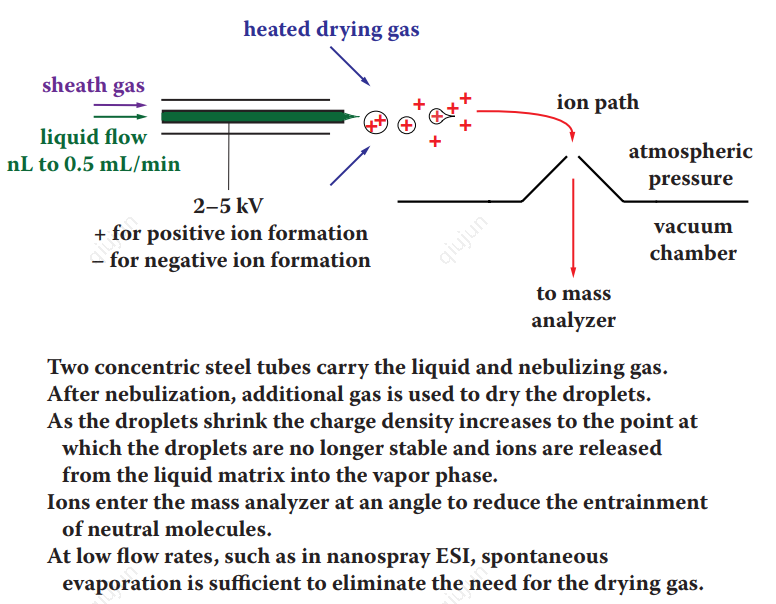 heated drying gas
sheath gas
liquid flow
nL to 0.5 mL/min
2–5 kV
+ for positive ion formation
– for negative ion formation
ion path
atmospheric
pressure
vacuum
chamber
to mass
analyzer
Two concentric steel tubes carry the liquid and nebulizing gas.
After nebulization, additional gas is used to dry the droplets.
As the droplets shrink the charge density increases to the point at
which the droplets are no longer stable and ions are released
from the liquid matrix into the vapor phase.
Ions enter the mass analyzer at an angle to reduce the entrainment
of neutral molecules.
At low flow rates, such as in nanospray ESI, spontaneous
evaporation is sufficient to eliminate the need for the drying gas.
qiujun
qiujun
qiujun
qiujun